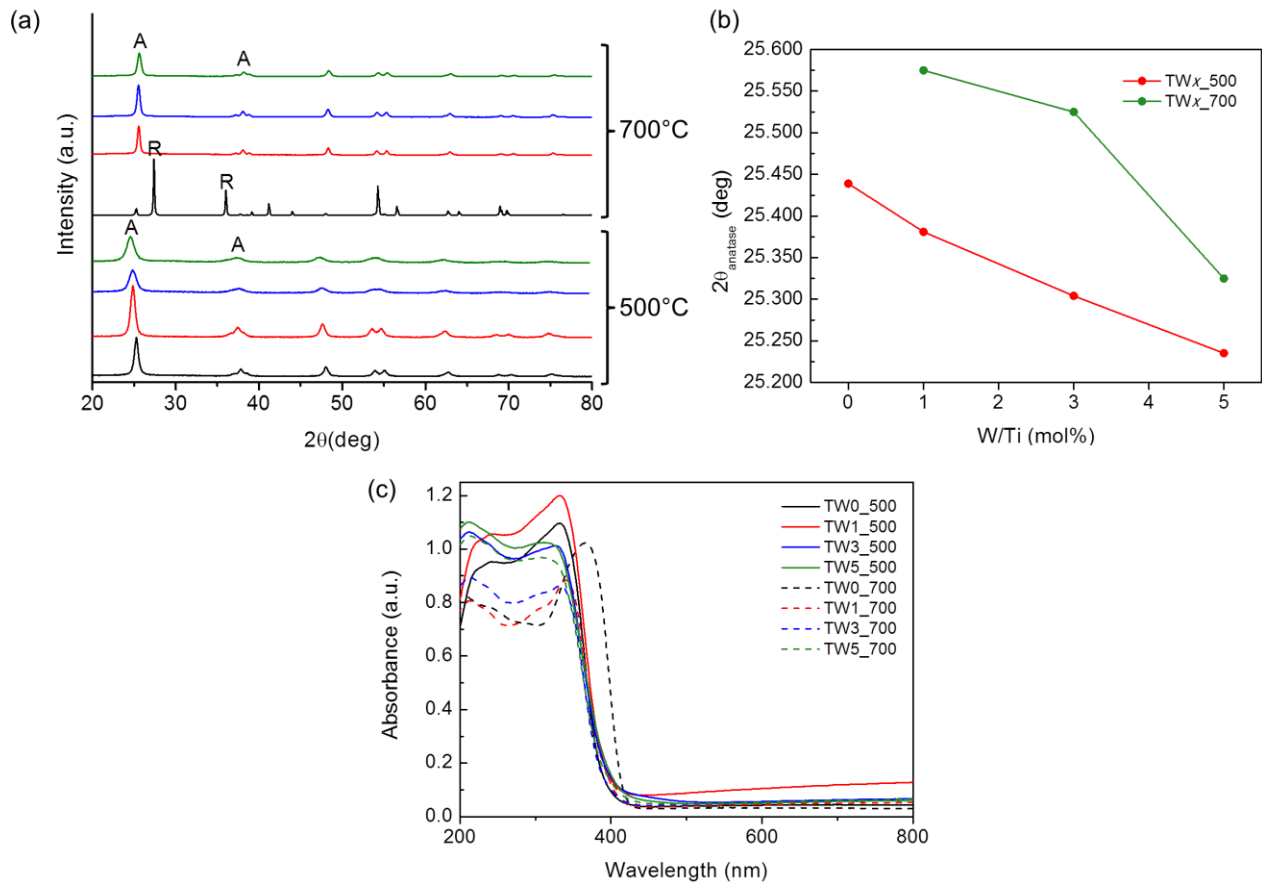 (a)
A
A
700°C
R
R
A
A
500°C
Intensity (a.u.)
20 30 40 50 60 70 80
2θ(deg)
(b)
25.600
25.550
25.500
25.450
25.400
25.350
25.300
25.250
25.200
2θanatase (deg)
TWx_500
TWx_700
0 1 2 3 4 5
W/Ti (mol%)
(c)
1.2
1.0
0.8
0.6
0.4
0.2
0.0
Absorbance (a.u.)
TW0_500
TW1_500
TW3_500
TW5_500
TW0_700
TW1_700
TW3_700
TW5_700
200 400 600 800
Wavelength (nm)